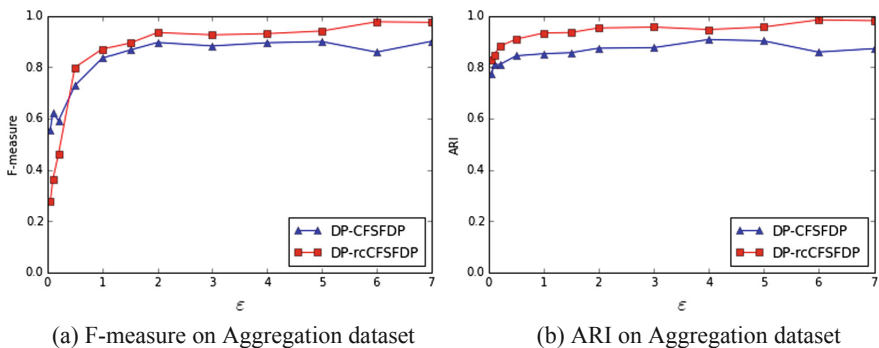 1.0
0.8
0.6
0.4
0.2
0.0
F-measure
0 1 2 3 4 5 6 7
ε
DP-CFSFDP
DP-rcCFSFDP
(a) F-measure on Aggregation dataset
1.0
0.8
0.6
0.4
0.2
0.0
ARI
0 1 2 3 4 5 6 7
ε
DP-CFSFDP
DP-rcCFSFDP
(b) ARI on Aggregation dataset